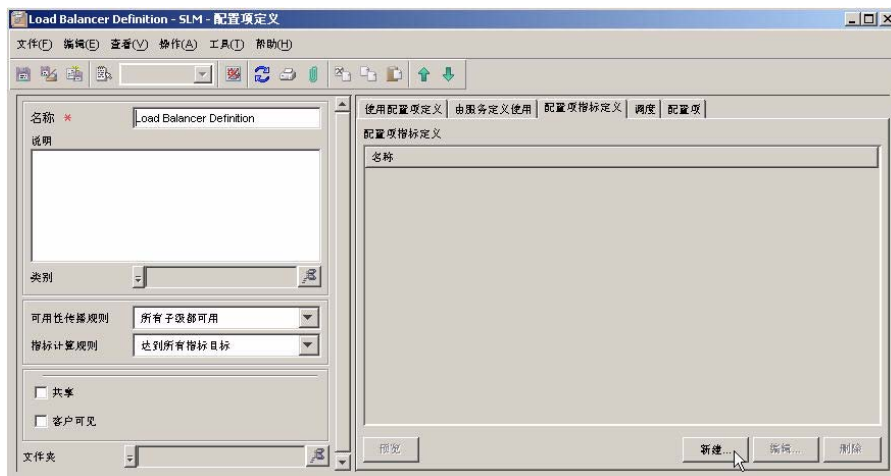 Load Balancer Definition - SLM - 配置项定义
文件(F) 编辑(E) 查看(V) 操作(A) 工具(T) 帮助(H)
名称 * Load Balancer Definition
说明
类别
可用性传播规则 所有子级都可用
指标计算规则 达到所有指标目标
共享
客户可见
文件夹
使用配置项定义 由服务定义使用 配置项指标定义 调度 配置项
配置项指标定义
名称
预览 新建... 编辑... 删除